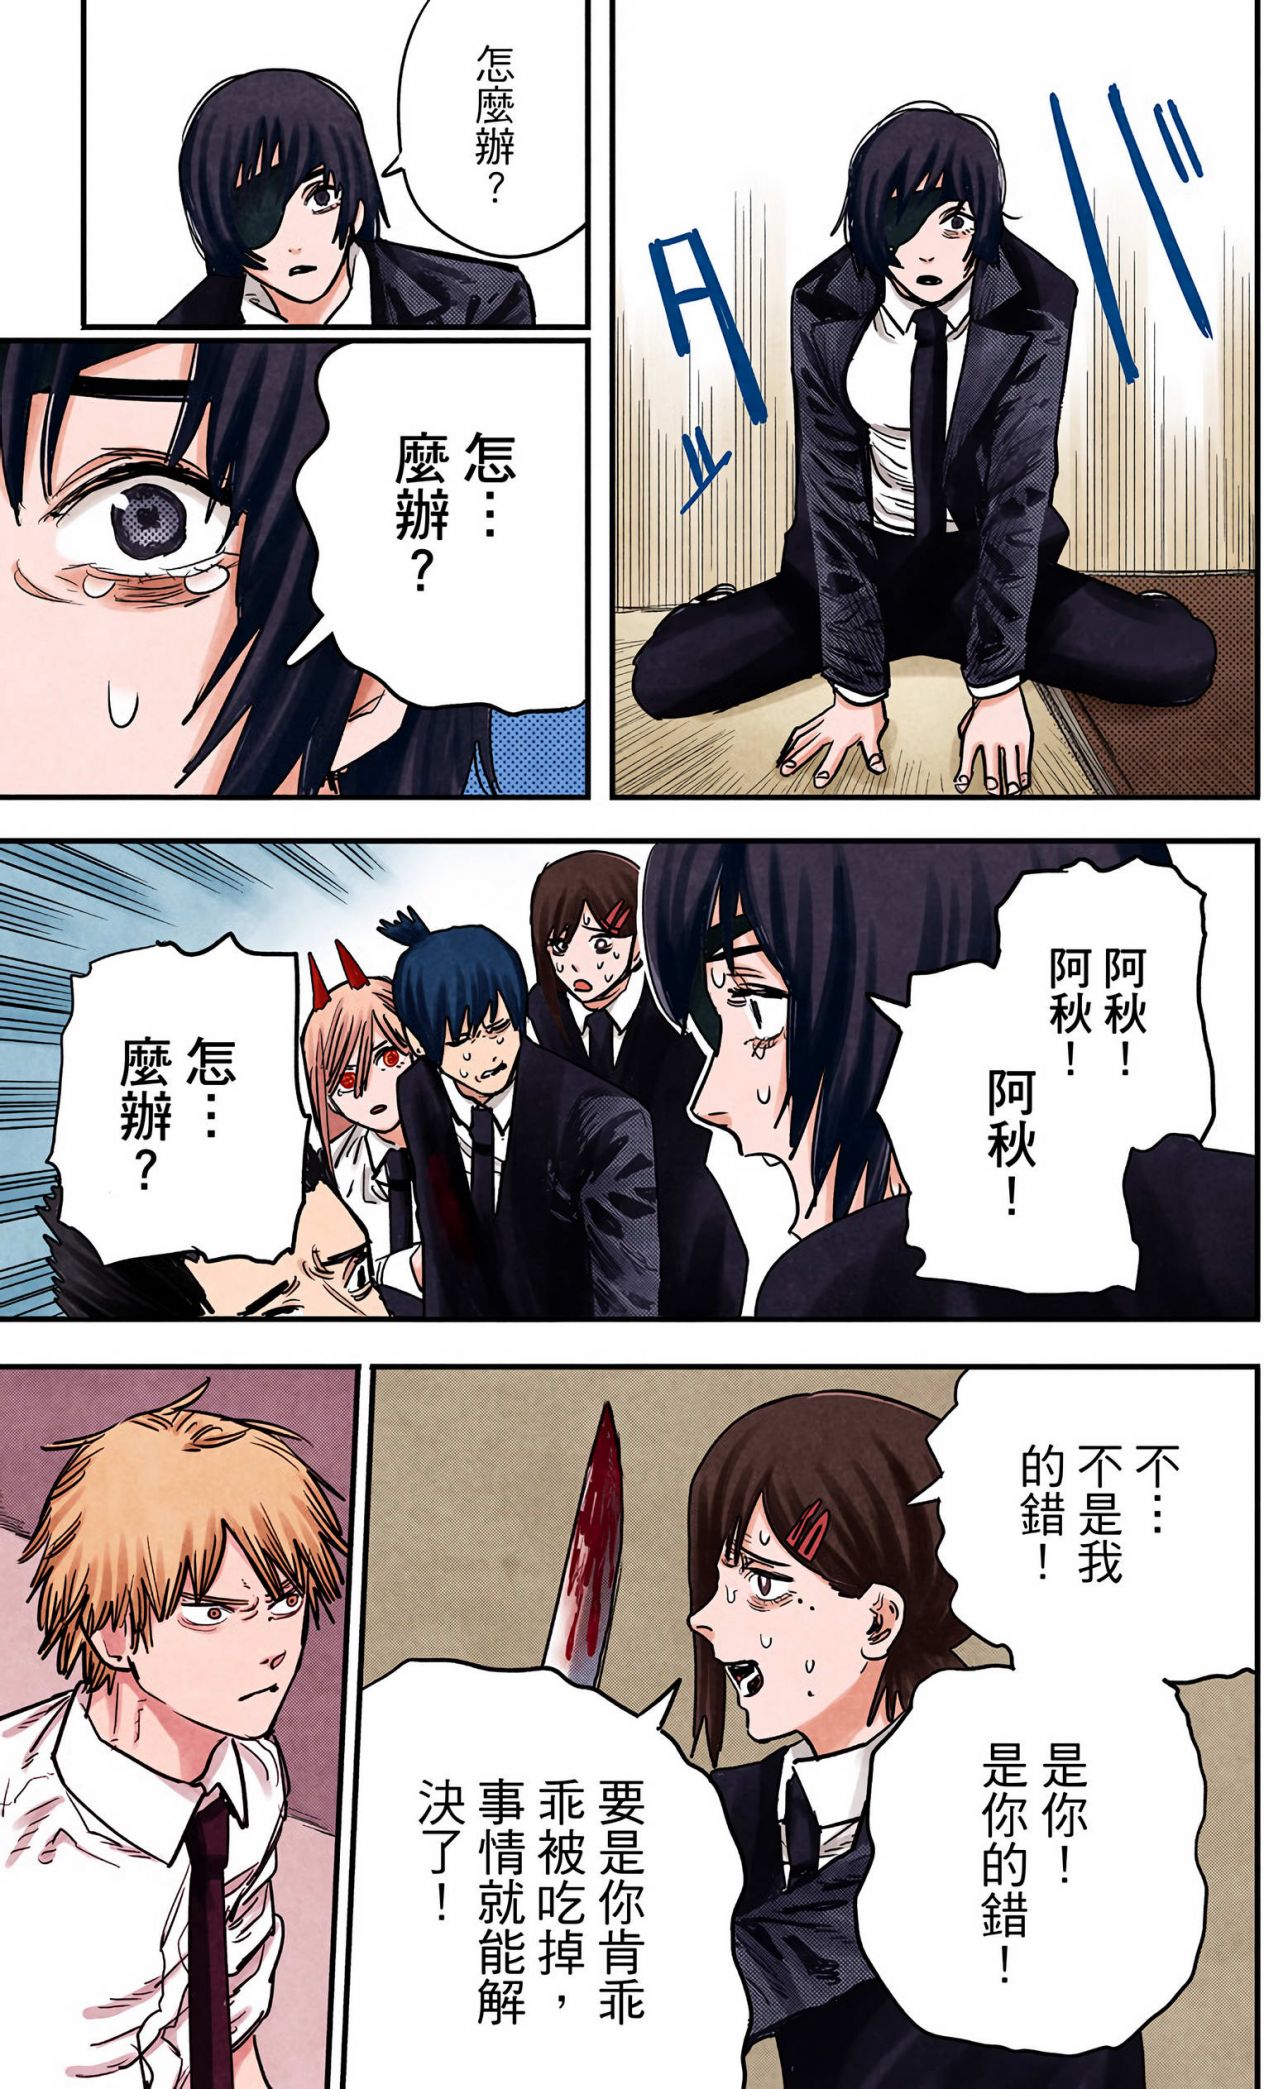 バ
タッ
怎麼辦？
怎…
麼辦？
阿秋！
阿秋！
阿秋！
怎…
麼辦？
不…
不是我
的錯！
是你！
是你的錯！
要是你肯乖
乖被吃掉，
事情就能解
決了！